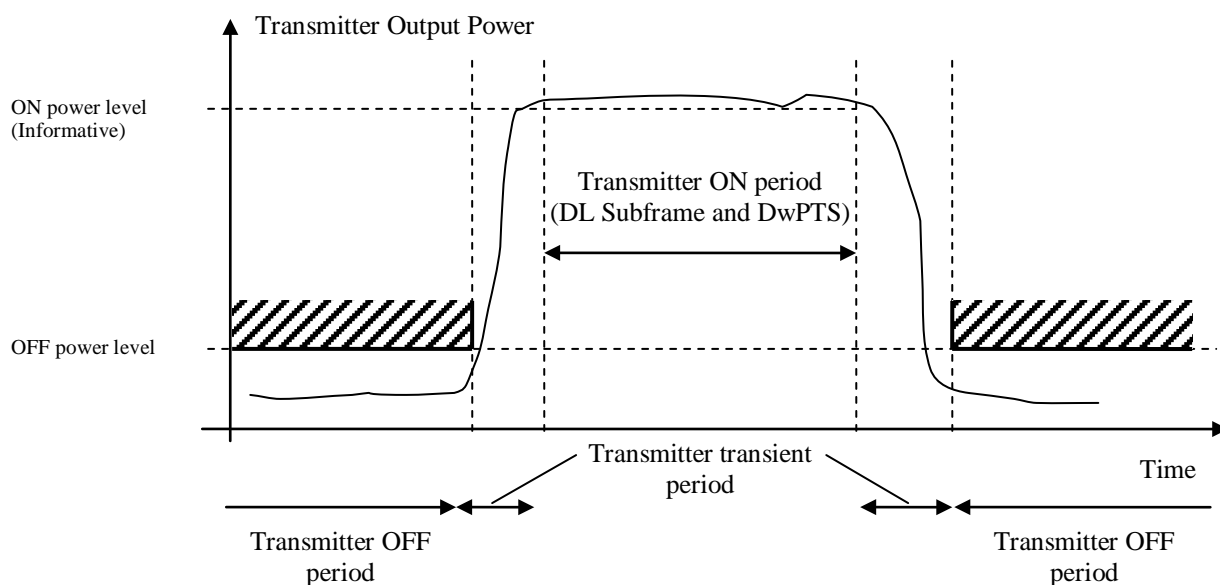 Transmitter Output Power
ON power level
(Informative)
Transmitter ON period
(DL Subframe and DwPTS)
OFF power level
Transmitter transient
period
Time
Transmitter OFF
period
Transmitter OFF
period